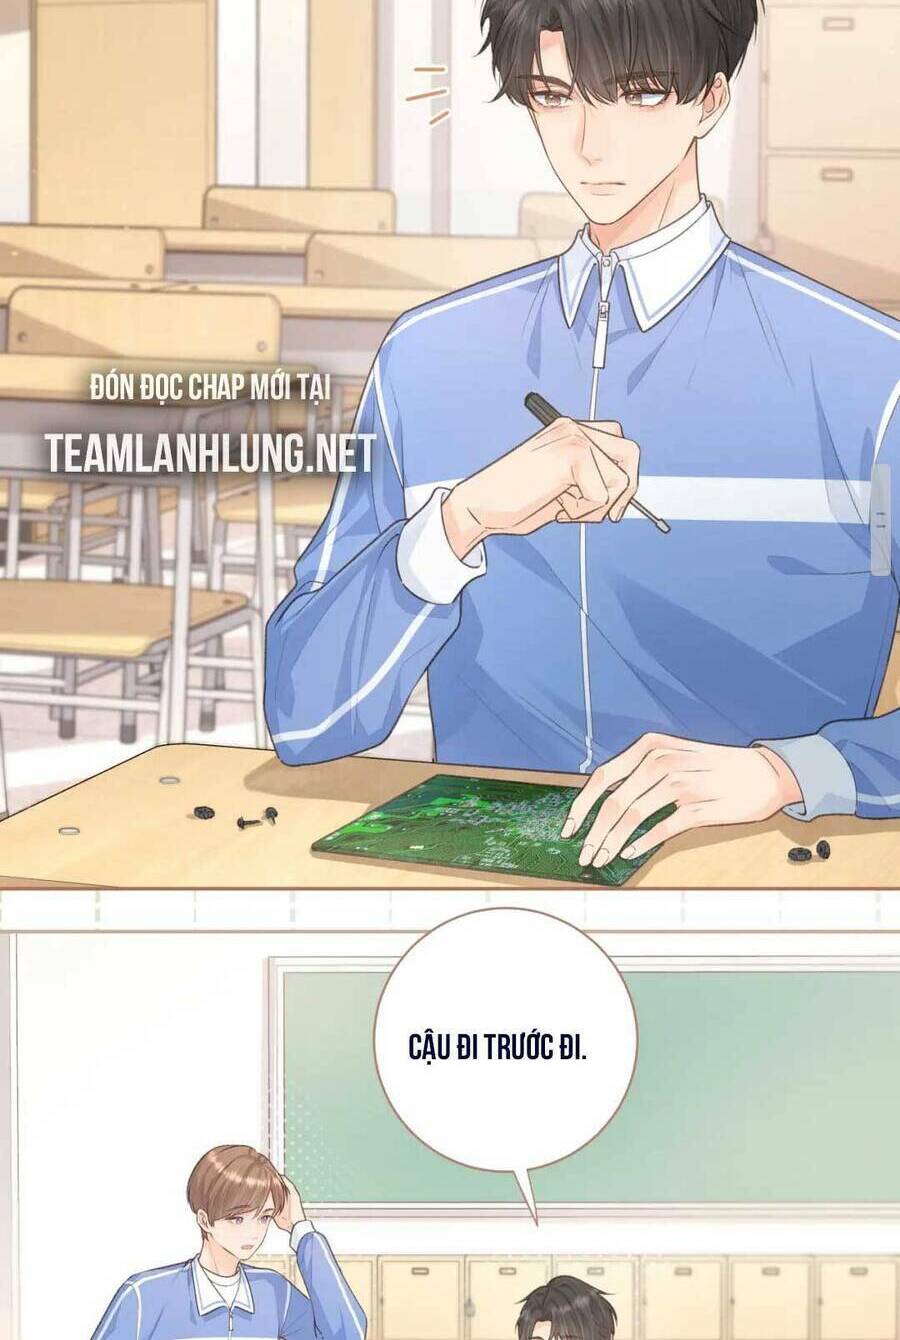 ĐÓN ĐỌC CHAP MỚI TẠI
TEAMLANHLUNG.NET
CẬU ĐI TRƯỚC ĐI.